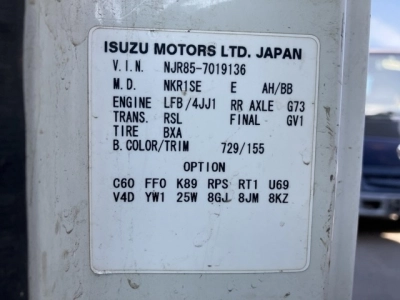 ISUZU MOTORS LTD. JAPAN
V.I.N. NJR85-7019136
M.D. NKR1SE E AH/BB
ENGINE LFB/4JJ1 RR AXLE G73
TRANS. RSL FINAL GV1
TIRE BXA
B.COLOR/TRIM 729/155
OPTION
C60 FF0 K89 RPS RT1 U69
V4D YW1 25W 8GJ 8JM 8KZ